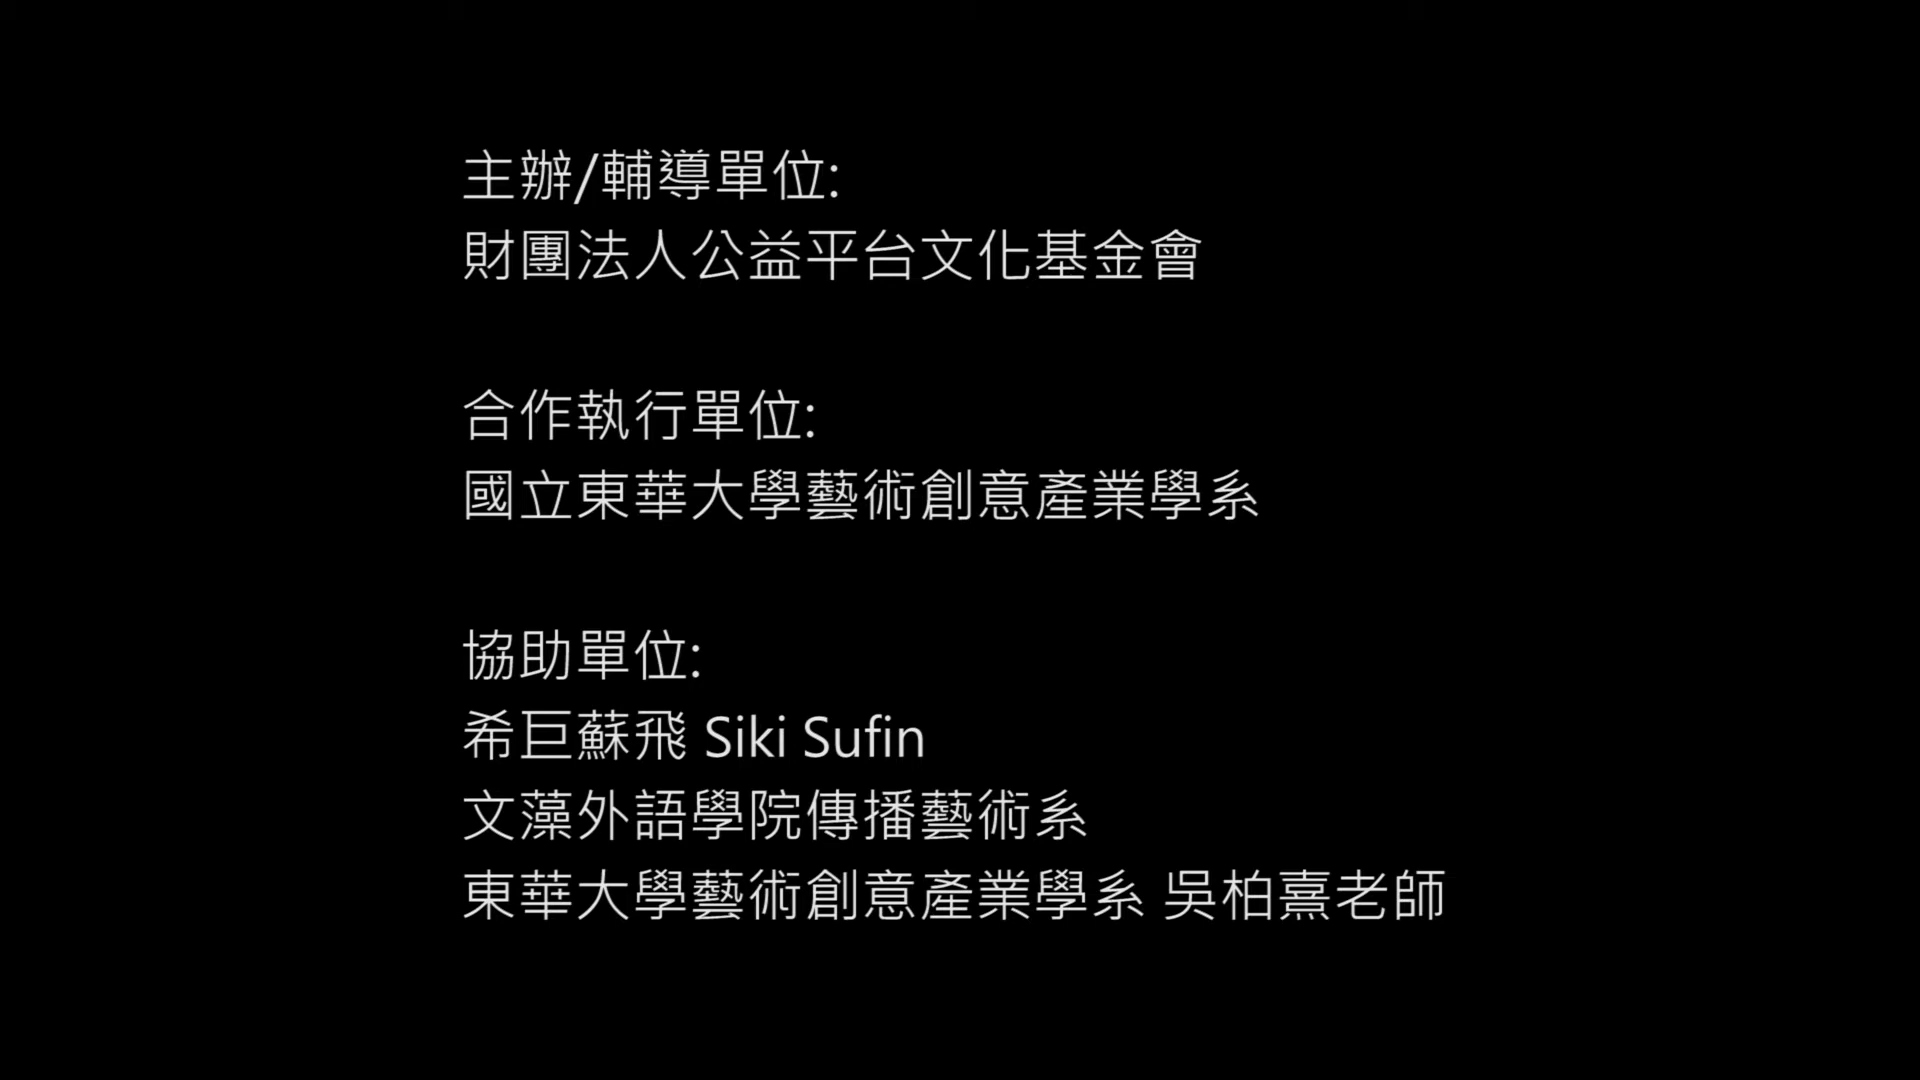 主辦/輔導單位:
財團法人公益平台文化基金會
合作執行單位:
國立東華大學藝術創意產業學系
協助單位:
希巨蘇飛 Siki Sufin
文藻外語學院傳播藝術系
東華大學藝術創意產業學系 吳柏熹老師